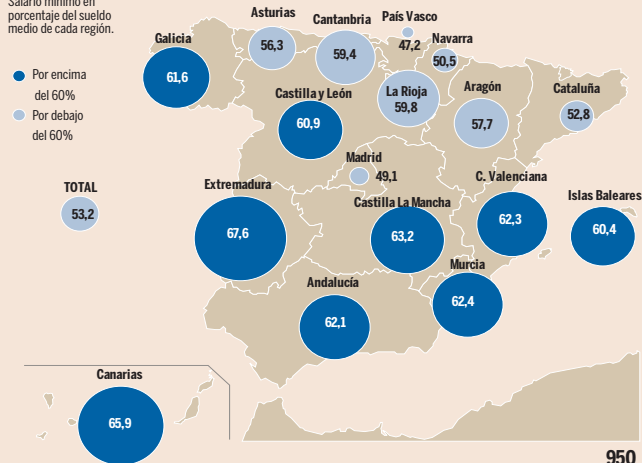 Salario mínimo en
porcentaje del sueldo
medio de cada región.
Por encima
del 60%
Por debajo
del 60%
TOTAL
53,2
Galicia
61,6
Asturias
56,3
Cantanbria
59,4
País Vasco
47,2
Navarra
50,5
La Rioja
59,8
Aragón
57,7
Cataluña
52,8
Castilla y León
60,9
Madrid
49,1
Extremadura
67,6
Castilla La Mancha
63,2
C. Valenciana
62,3
Islas Baleares
60,4
Murcia
62,4
Andalucía
62,1
Canarias
65,9
950